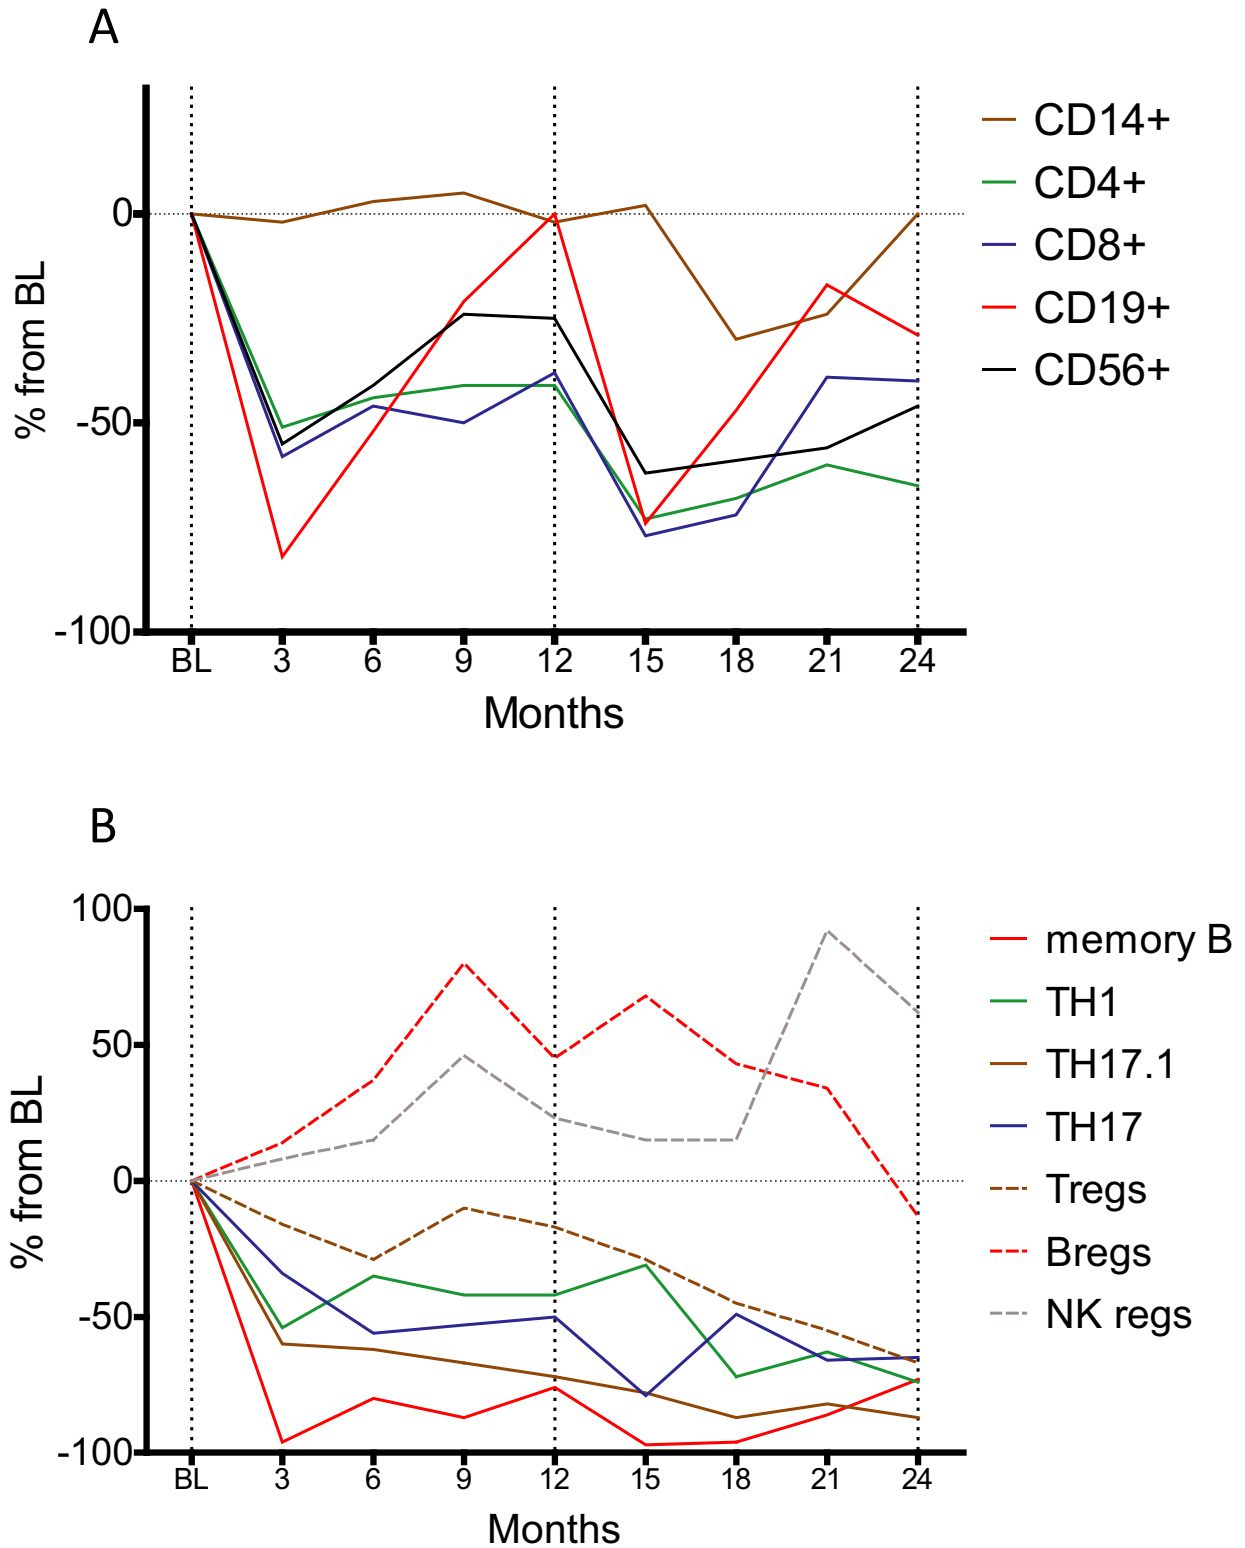 A
0
-50
-100
% from BL
BL 3 6 9 12 15 18 21 24
Months
CD14+
CD4+
CD8+
CD19+
CD56+
B
100
50
0
-50
-100
% from BL
BL 3 6 9 12 15 18 21 24
Months
memory B
TH1
TH17.1
TH17
Tregs
Bregs
NK regs